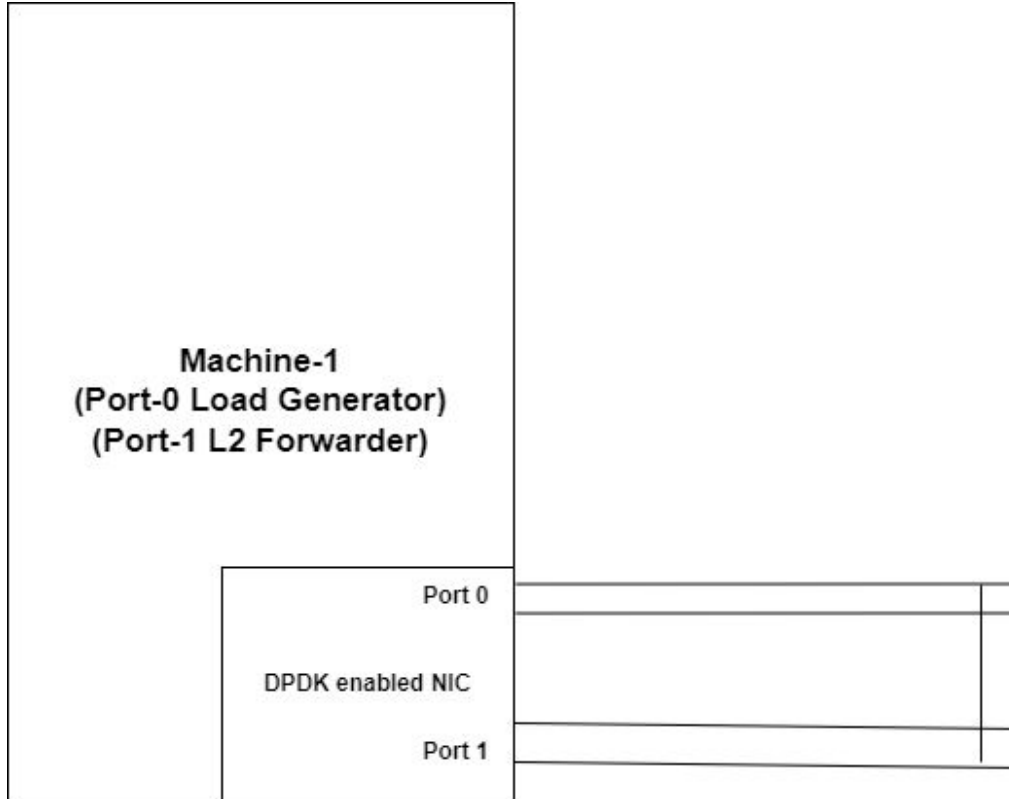 Machine-1
(Port-0 Load Generator)
(Port-1 L2 Forwarder)
Port 0
DPDK enabled NIC
Port 1